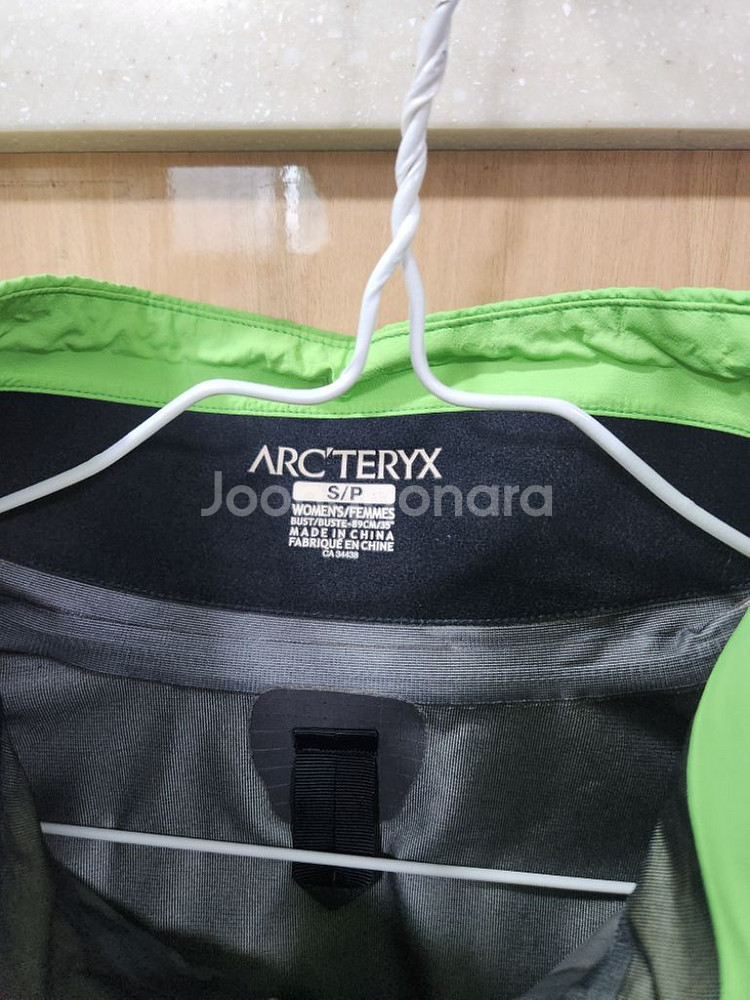 ARC'TERYX
S/P
WOMEN'S/FEMMES
BUST/BUSTE-89CM/35"
MADE IN CHINA
FABRIQUÉ EN CHINE
CA 34438